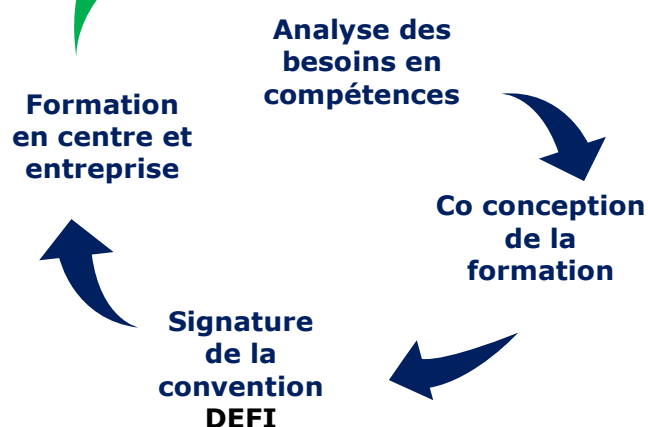 Analyse des
besoins en
compétences
Co conception
de la
formation
Signature
de la
convention
DEFI
Formation
en centre et
entreprise